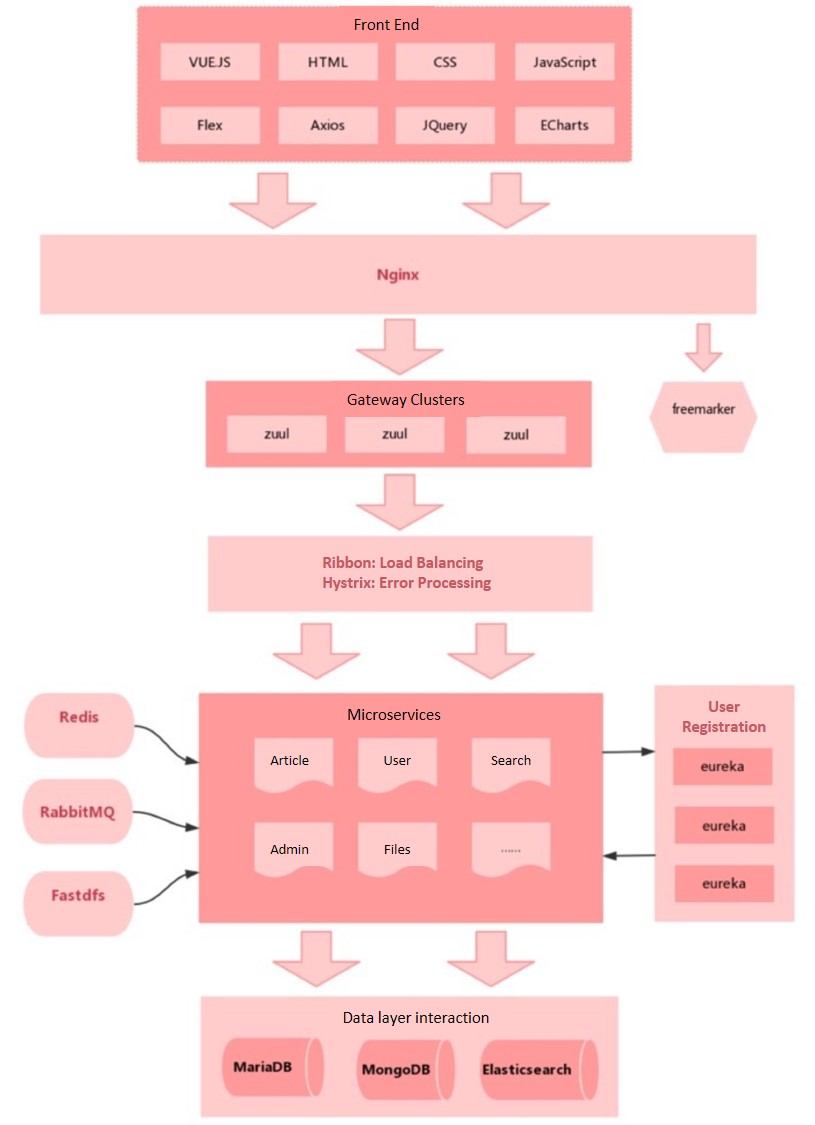 Front End
VUE.JS
HTML
CSS
JavaScript
Flex
Axios
JQuery
ECharts
Nginx
Gateway Clusters
zuul
zuul
zuul
freemarker
Ribbon: Load Balancing
Hystrix: Error Processing
Redis
RabbitMQ
Fastdfs
Microservices
Article
User
Search
Admin
Files
......
User
Registration
eureka
eureka
eureka
Data layer interaction
MariaDB
MongoDB
Elasticsearch